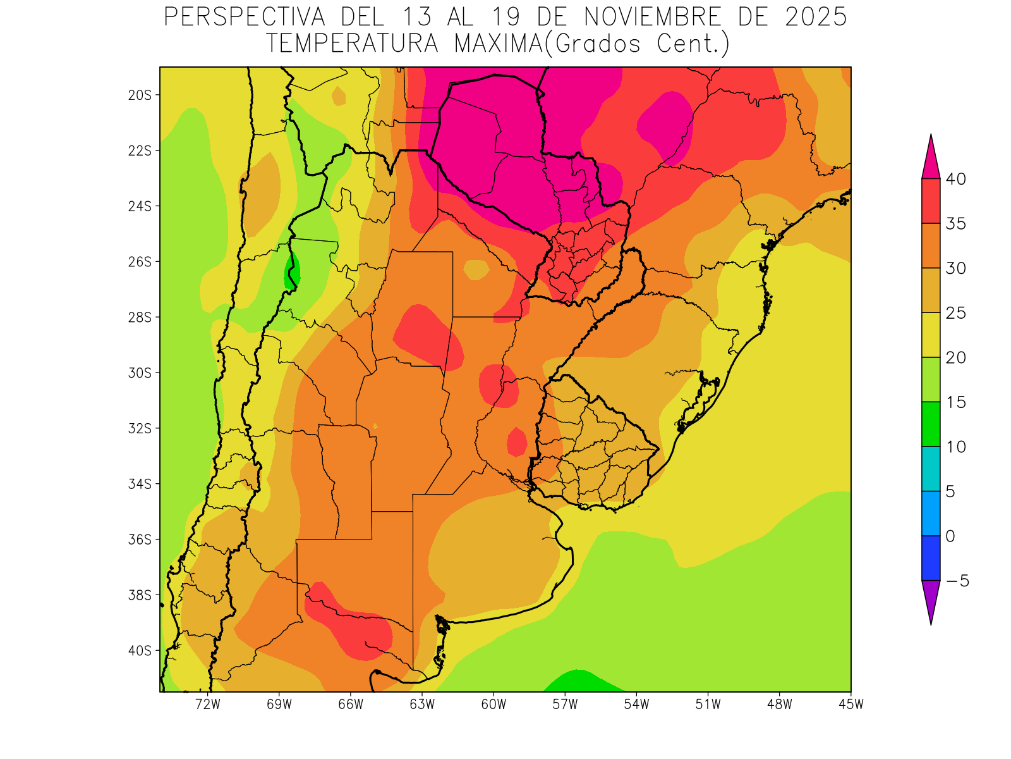 PERSPECTIVA DEL 13 AL 19 DE NOVIEMBRE DE 2025
TEMPERATURA MAXIMA(Grados Cent.)
20S
22S
24S
26S
28S
30S
32S
34S
36S
38S
40S
72W 69W 66W 63W 60W 57W 54W 51W 48W 45W
40
35
30
25
20
15
10
5
0
−5